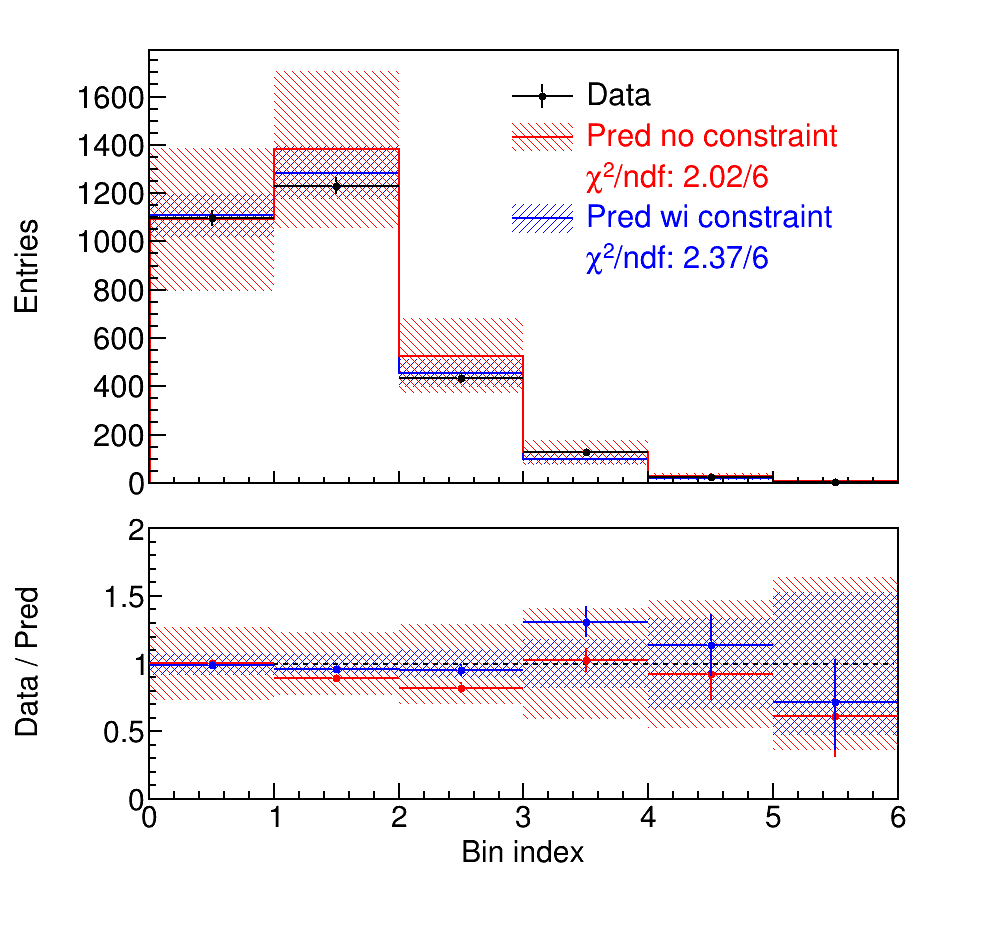 Entries
1600
1400
1200
1000
800
600
400
200
0
Data
Pred no constraint
χ²/ndf: 2.02/6
Pred wi constraint
χ²/ndf: 2.37/6
Data / Pred
2
1.5
1
0.5
0
0 1 2 3 4 5 6
Bin index